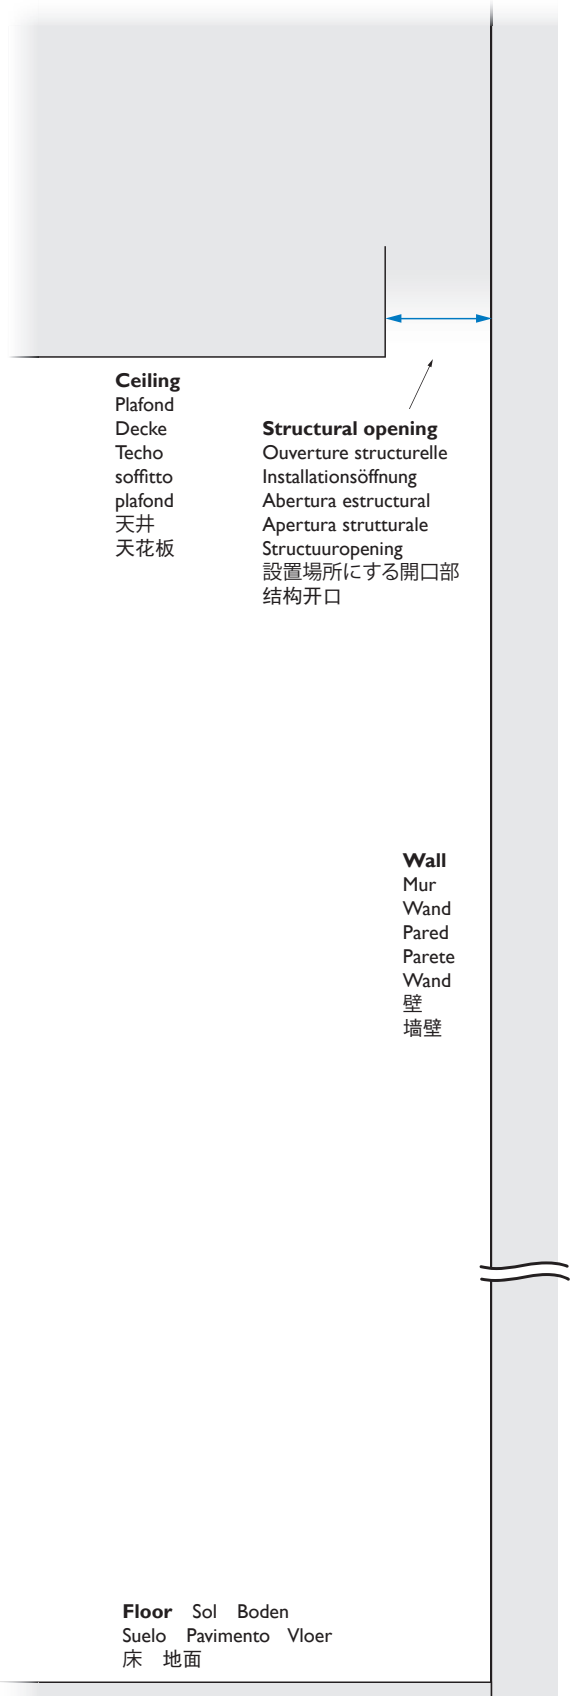 Ceiling
Plafond
Decke
Techo
soffitto
plafond
天井
天花板
Structural opening
Ouverture structurelle
Installationsöffnung
Abertura estructural
Apertura strutturale
Structuuropening
設置場所にする開口部
结构开口
Wall
Mur
Wand
Pared
Parete
Wand
壁
墙壁
Floor Sol Boden
Suelo Pavimento Vloer
床 地面